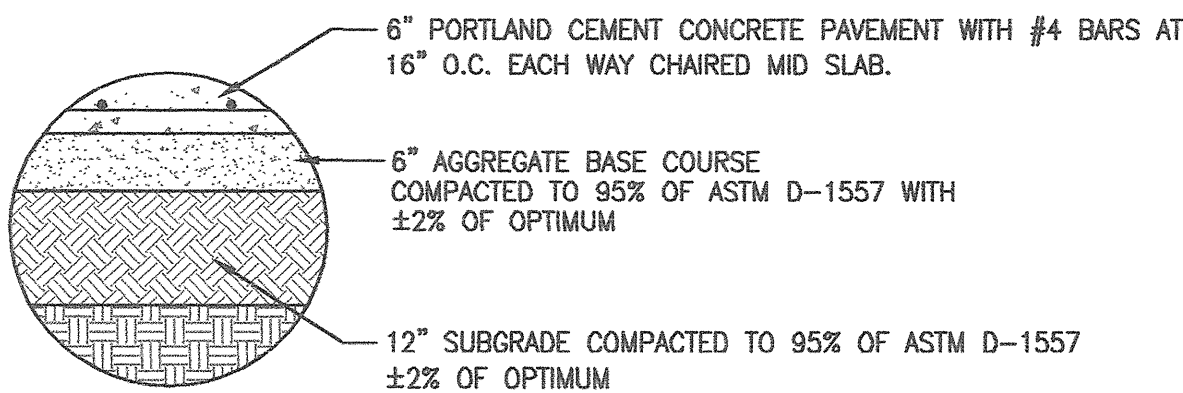 6" PORTLAND CEMENT CONCRETE PAVEMENT WITH #4 BARS AT
16" O.C. EACH WAY CHAIRED MID SLAB.
6" AGGREGATE BASE COURSE
COMPACTED TO 95% OF ASTM D-1557 WITH
±2% OF OPTIMUM
12" SUBGRADE COMPACTED TO 95% OF ASTM D-1557
±2% OF OPTIMUM